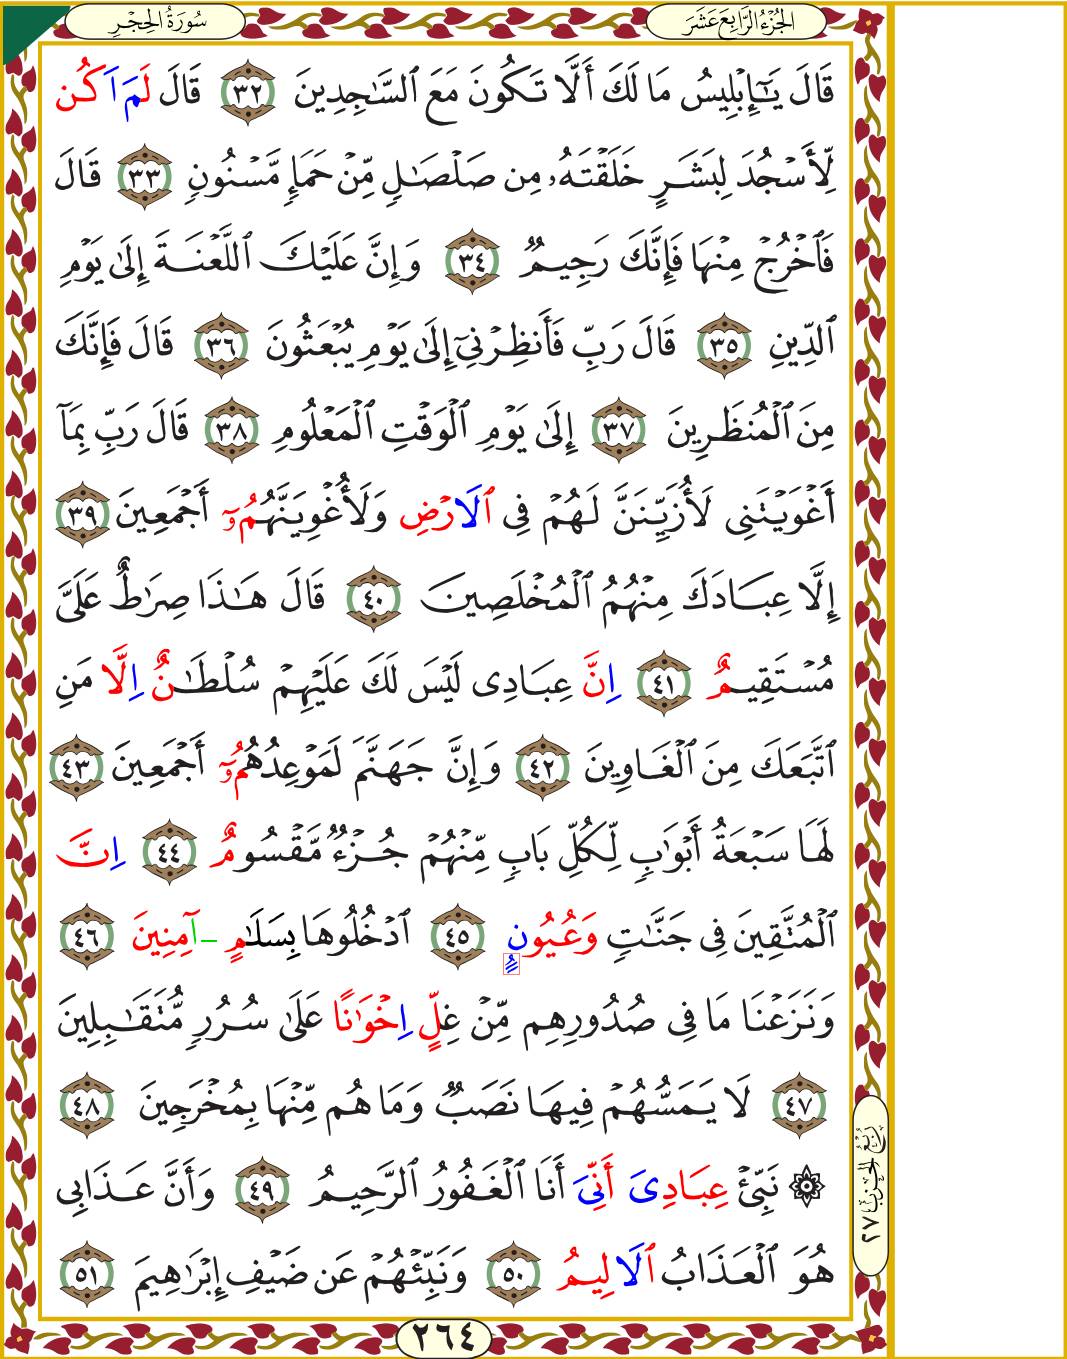 سُورَةُ الحِجْرِ
الجُزْءُ الرَّابِعَ عَشَرَ
قَالَ يَٰٓإِبْلِيسُ مَا لَكَ أَلَّا تَكُونَ مَعَ ٱلسَّٰجِدِينَ ٣٢ قَالَ لَمَ اَكُن
لِّأَسْجُدَ لِبَشَرٍ خَلَقْتَهُۥ مِن صَلْصَٰلٍ مِّنْ حَمَإٍ مَّسْنُونٍ ٣٣ قَالَ
فَٱخْرُجْ مِنْهَا فَإِنَّكَ رَجِيمٌ ٣٤ وَإِنَّ عَلَيْكَ ٱللَّعْنَةَ إِلَىٰ يَوْمِ
ٱلدِّينِ ٣٥ قَالَ رَبِّ فَأَنظِرْنِىٓ إِلَىٰ يَوْمِ يُبْعَثُونَ ٣٦ قَالَ فَإِنَّكَ
مِنَ ٱلْمُنظَرِينَ ٣٧ إِلَىٰ يَوْمِ ٱلْوَقْتِ ٱلْمَعْلُومِ ٣٨ قَالَ رَبِّ بِمَآ
أَغْوَيْتَنِى لَأُزَيِّنَنَّ لَهُمْ فِى ٱلَارْضِ وَلَأُغْوِيَنَّهُمُۥٓ أَجْمَعِينَ ٣٩
إِلَّا عِبَادَكَ مِنْهُمُ ٱلْمُخْلَصِينَ ٤٠ قَالَ هَٰذَا صِرَٰطٌ عَلَىَّ
مُسْتَقِيمٌ ٤١ اِنَّ عِبَادِى لَيْسَ لَكَ عَلَيْهِمْ سُلْطَٰنٌ اِلَّا مَنِ
ٱتَّبَعَكَ مِنَ ٱلْغَاوِينَ ٤٢ وَإِنَّ جَهَنَّمَ لَمَوْعِدُهُمُۥٓ أَجْمَعِينَ ٤٣
لَهَا سَبْعَةُ أَبْوَٰبٍ لِّكُلِّ بَابٍ مِّنْهُمْ جُزْءٌ مَّقْسُومٌ ٤٤ اِنَّ
ٱلْمُتَّقِينَ فِى جَنَّٰتٍ وَعُيُونٍ ٤٥ ٱدْخُلُوهَا بِسَلَٰمٍ ـ آمِنِينَ ٤٦
وَنَزَعْنَا مَا فِى صُدُورِهِم مِّنْ غِلٍّ اِخْوَٰنًا عَلَىٰ سُرُرٍ مُّتَقَٰبِلِينَ
٤٧ لَا يَمَسُّهُمْ فِيهَا نَصَبٌ وَمَا هُم مِّنْهَا بِمُخْرَجِينَ ٤٨
۞ نَبِّئْ عِبَادِىَ أَنِّىَ أَنَا ٱلْغَفُورُ ٱلرَّحِيمُ ٤٩ وَأَنَّ عَذَابِى
هُوَ ٱلْعَذَابُ ٱلَالِيمُ ٥٠ وَنَبِّئْهُمْ عَن ضَيْفِ إِبْرَٰهِيمَ ٥١
رُبُعُ الحِزْبِ ٢٧
٢٦٤